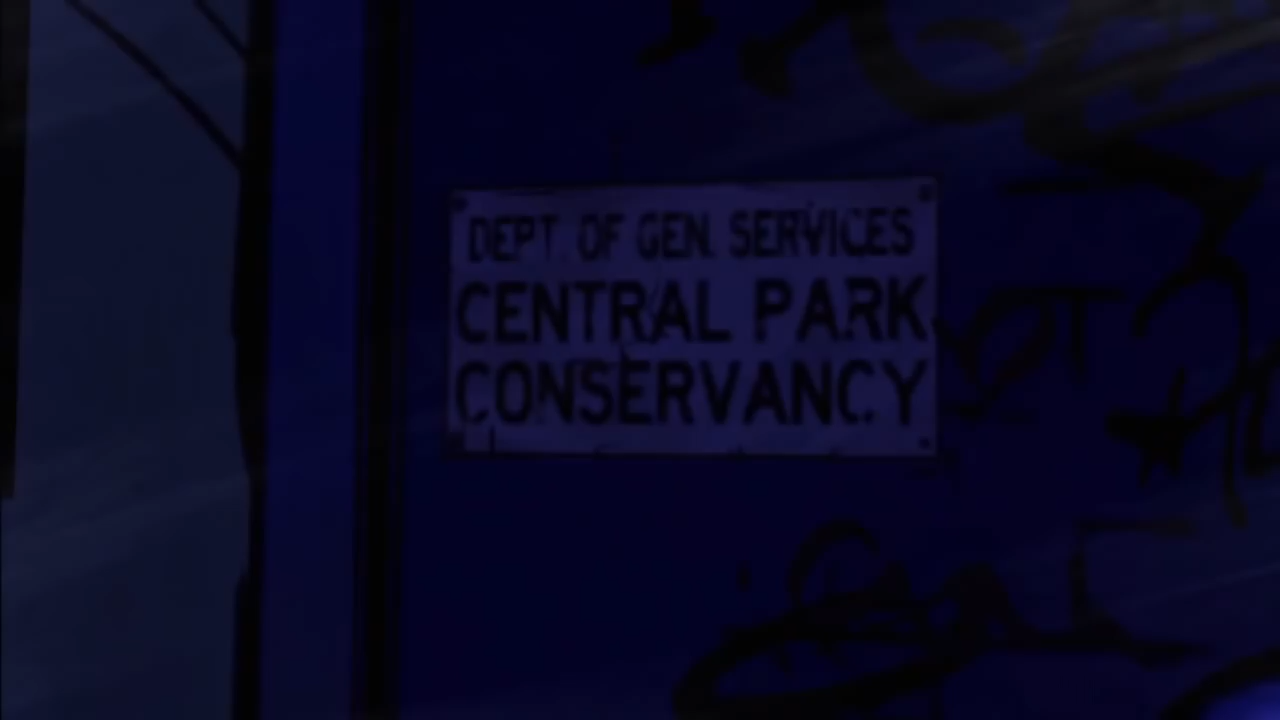 DEPT. OF GEN. SERVICES
CENTRAL PARK
CONSERVANCY